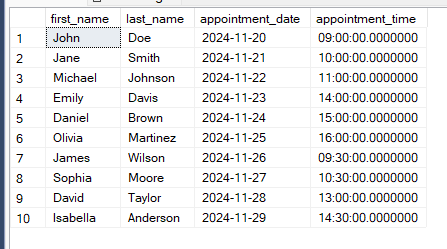 first_name last_name appointment_date appointment_time
1 John Doe 2024-11-20 09:00:00.0000000
2 Jane Smith 2024-11-21 10:00:00.0000000
3 Michael Johnson 2024-11-22 11:00:00.0000000
4 Emily Davis 2024-11-23 14:00:00.0000000
5 Daniel Brown 2024-11-24 15:00:00.0000000
6 Olivia Martinez 2024-11-25 16:00:00.0000000
7 James Wilson 2024-11-26 09:30:00.0000000
8 Sophia Moore 2024-11-27 10:30:00.0000000
9 David Taylor 2024-11-28 13:00:00.0000000
10 Isabella Anderson 2024-11-29 14:30:00.0000000